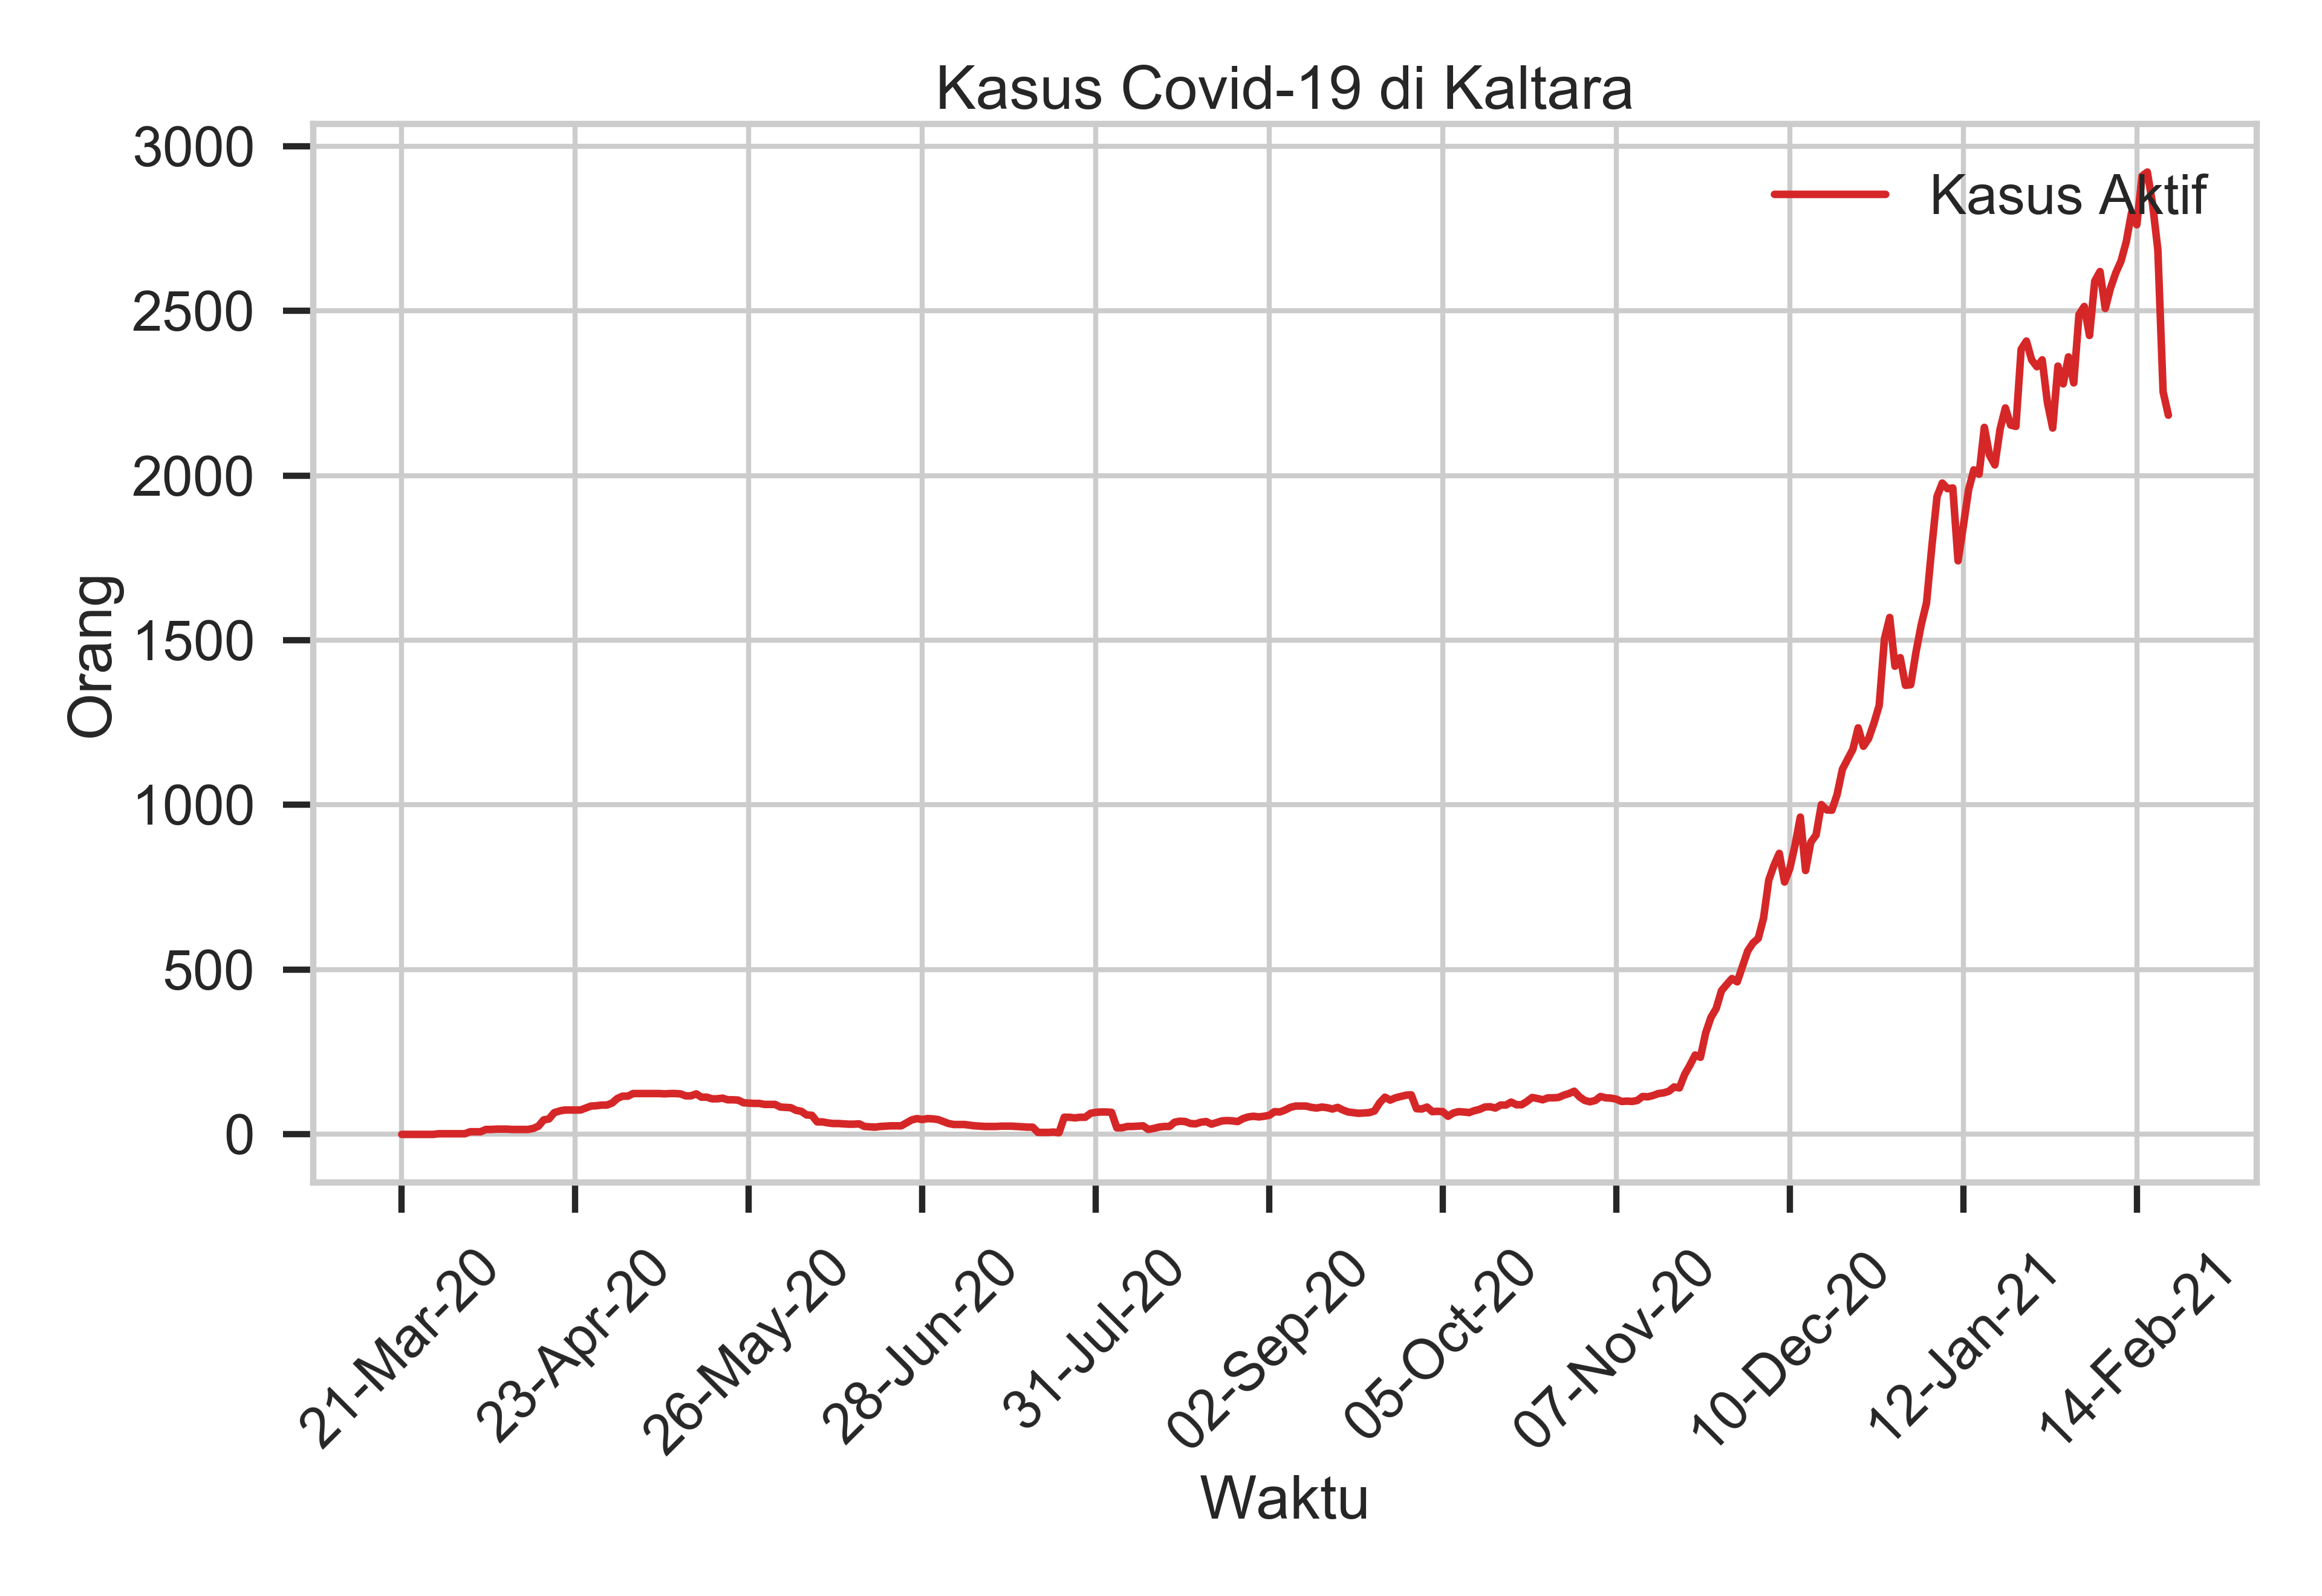 Kasus Covid-19 di Kaltara
Kasus Aktif
3000
2500
2000
1500
1000
500
0
Orang
21-Mar-20
23-Apr-20
26-May-20
28-Jun-20
31-Jul-20
02-Sep-20
05-Oct-20
07-Nov-20
10-Dec-20
12-Jan-21
14-Feb-21
Waktu